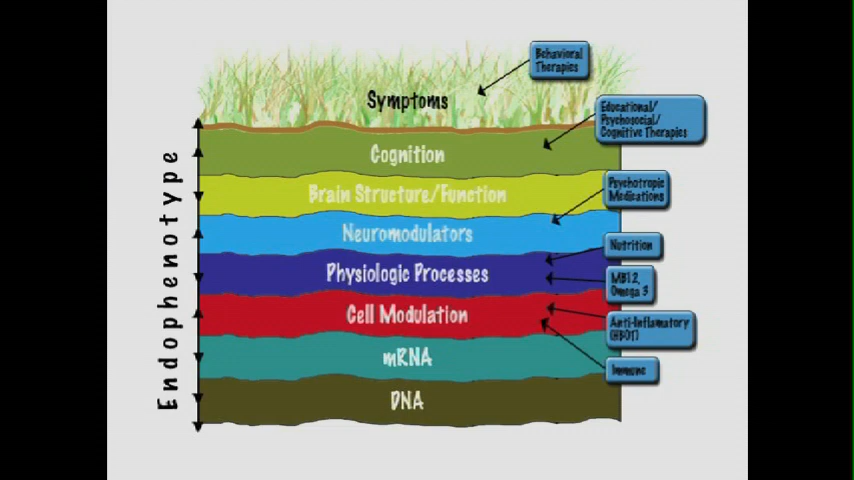 Behavioral
Therapies
Symptoms
Educational/
Psychosocial/
Cognitive Therapies
Cognition
Psychotropic
Medications
Brain Structure/Function
Neuromodulators
Nutrition
Physiologic Processes
MB12,
Omega 3
Cell Modulation
Anti-Inflamatory
(HBOT)
mRNA
Immune
DNA
Endophenotype